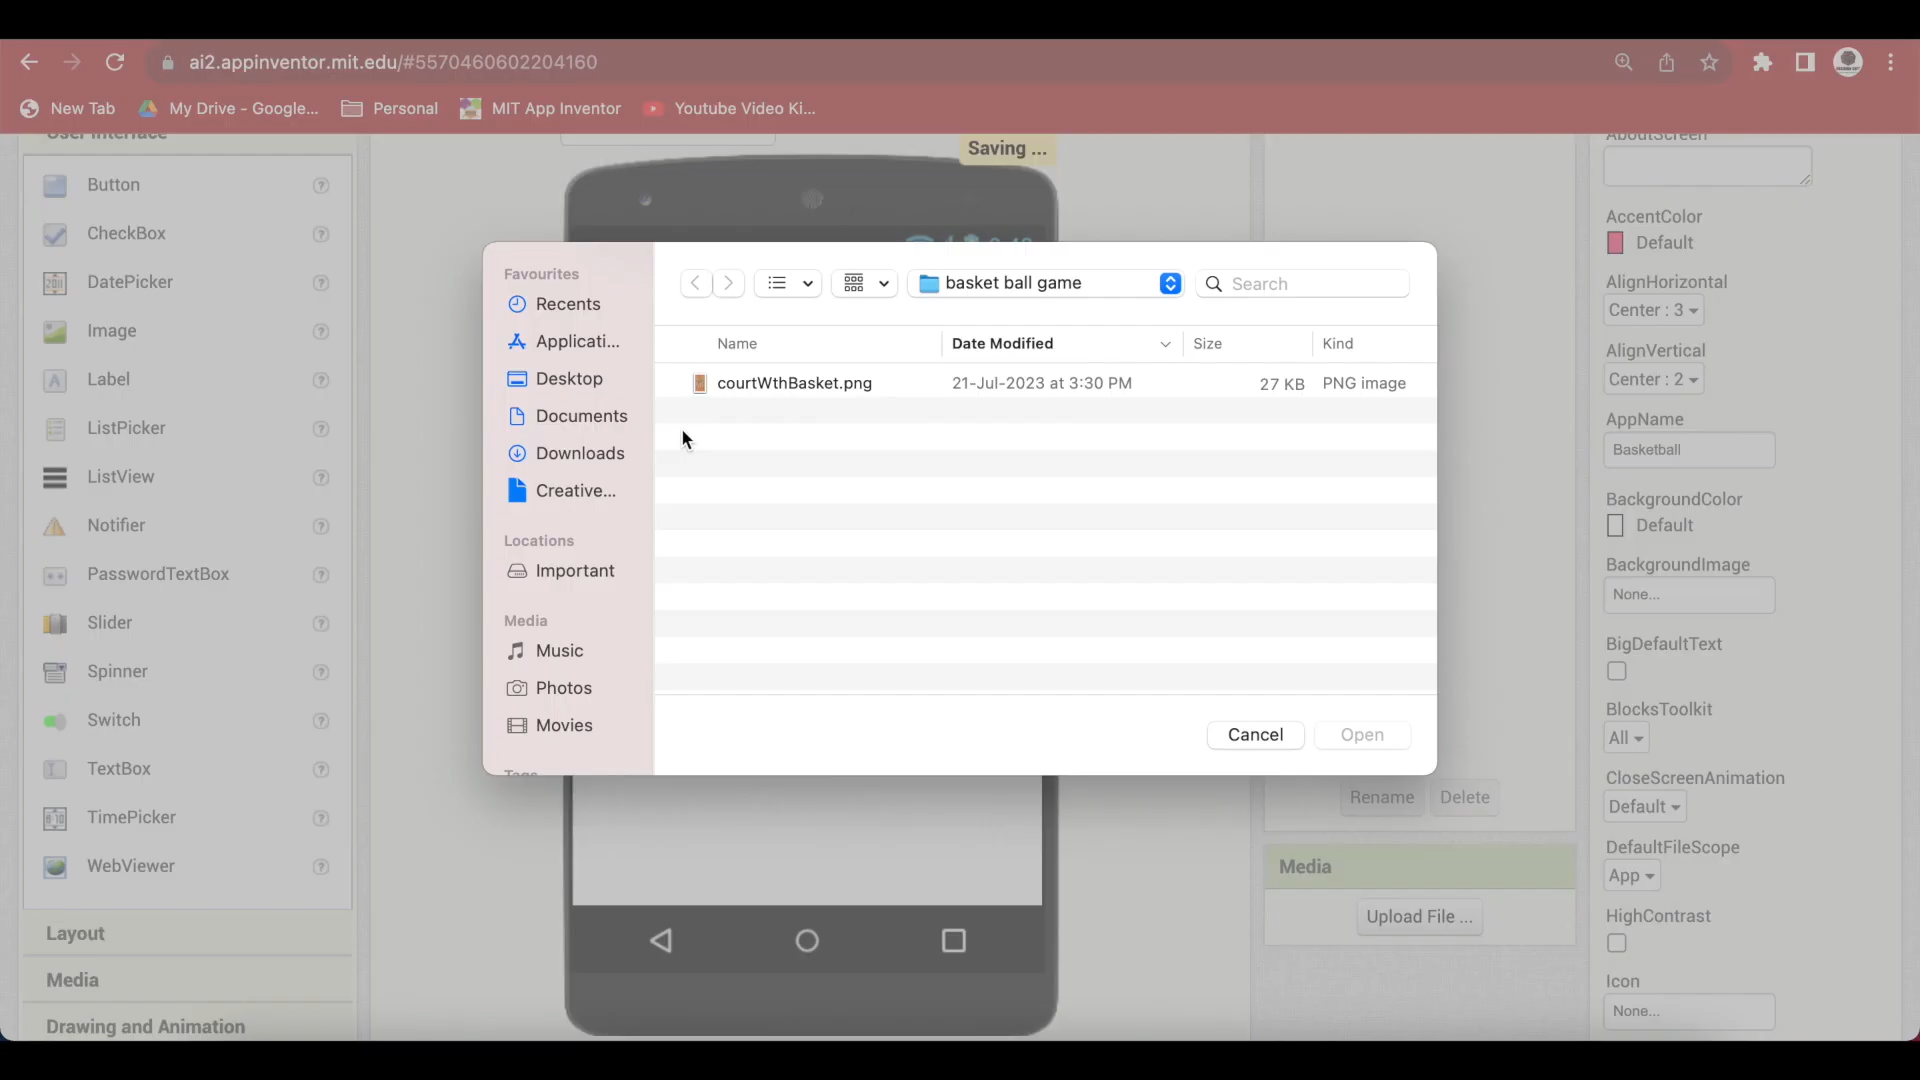 ai2.appinventor.mit.edu/#5570460602204160
New Tab
My Drive - Google...
Personal
MIT App Inventor
Youtube Video Ki...
User Interface
Button
CheckBox
DatePicker
Image
Label
ListPicker
ListView
Notifier
PasswordTextBox
Slider
Spinner
Switch
TextBox
TimePicker
WebViewer
Layout
Media
Drawing and Animation
Saving ...
Favourites
Recents
Applicati...
Desktop
Documents
Downloads
Creative...
Locations
Important
Media
Music
Photos
Movies
Tags
basket ball game
Search
Name
Date Modified
Size
Kind
courtWthBasket.png
21-Jul-2023 at 3:30 PM
27 KB
PNG image
Cancel
Open
Rename
Delete
Media
Upload File ...
AboutScreen
AccentColor
Default
AlignHorizontal
Center : 3
AlignVertical
Center : 2
AppName
Basketball
BackgroundColor
Default
BackgroundImage
None...
BigDefaultText
BlocksToolkit
All
CloseScreenAnimation
Default
DefaultFileScope
App
HighContrast
Icon
None...